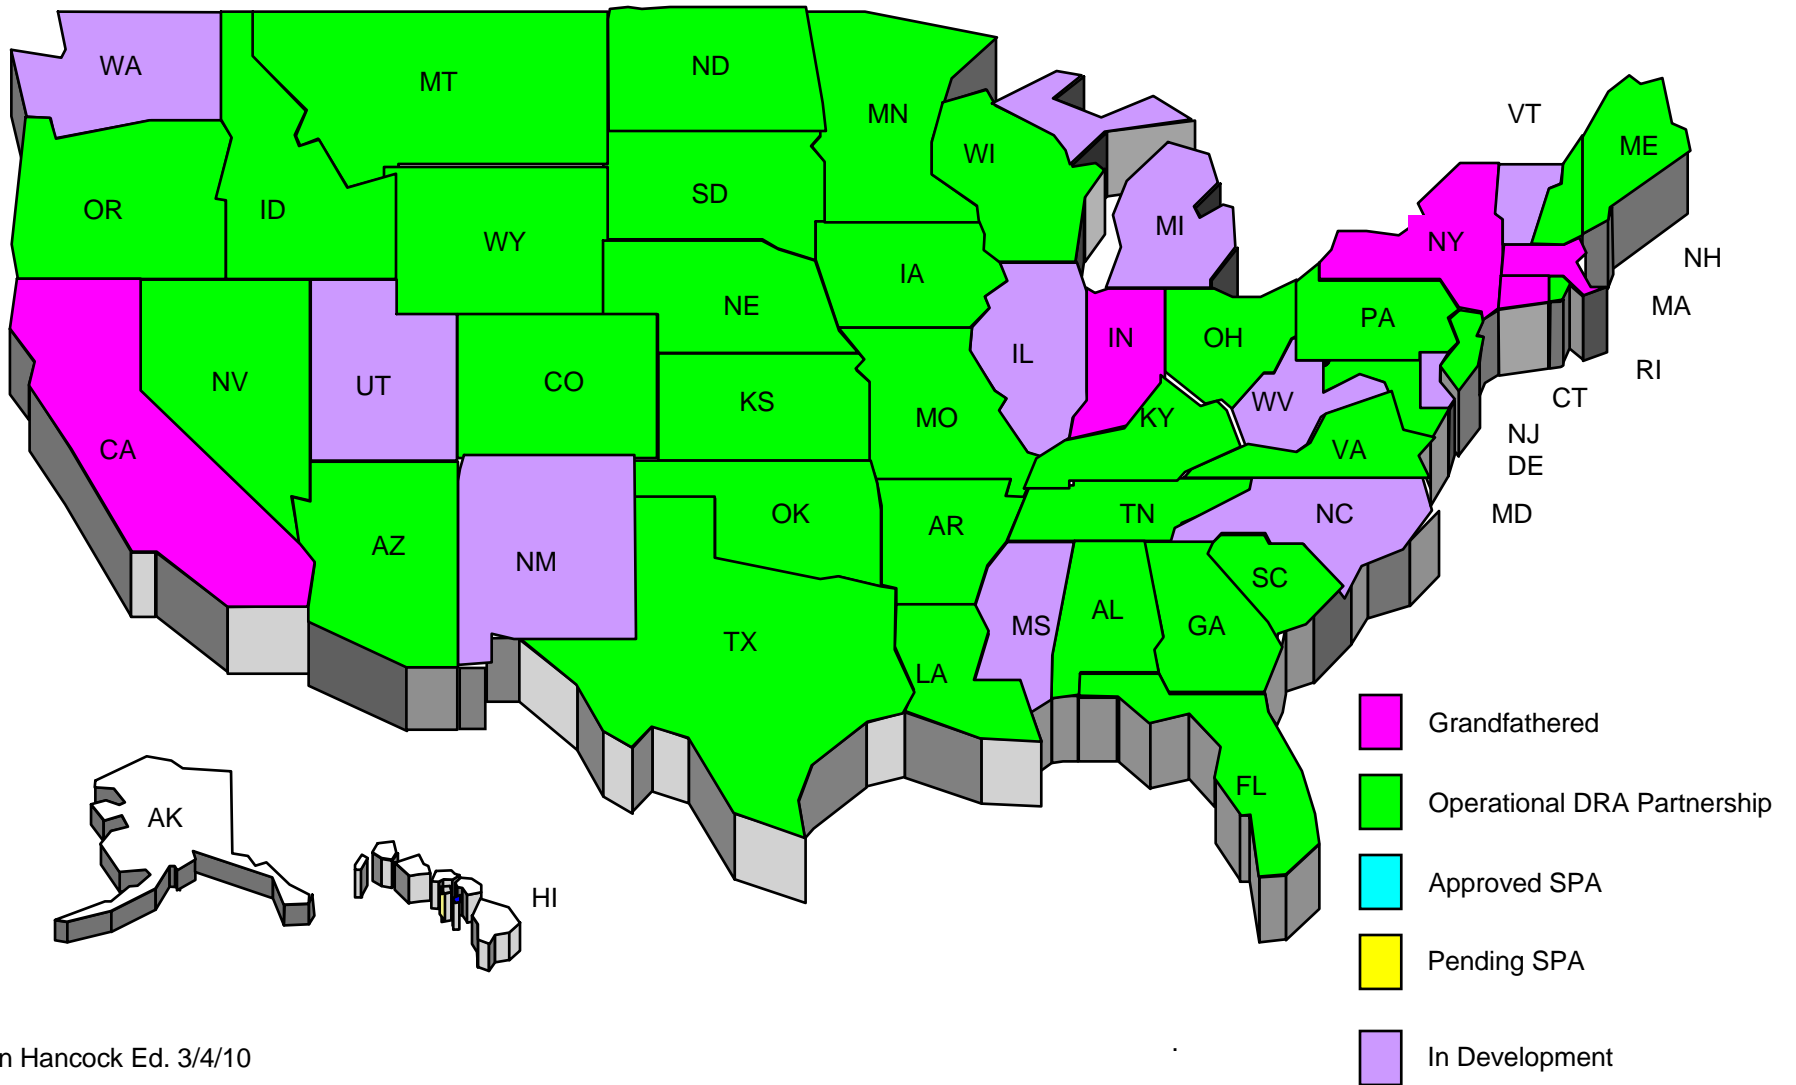 WA
MT
ND
MN
VT
ME
WI
OR
ID
SD
MI
WY
NY
NH
IA
NE
MA
PA
IN
OH
IL
RI
NV
UT
CO
KS
CT
WV
MO
KY
NJ
CA
VA
DE
OK
TN
NC
MD
AR
AZ
NM
SC
AL
MS
GA
TX
LA
Grandfathered
FL
Operational DRA Partnership
AK
Approved SPA
HI
Pending SPA
n Hancock Ed. 3/4/10
.
In Development